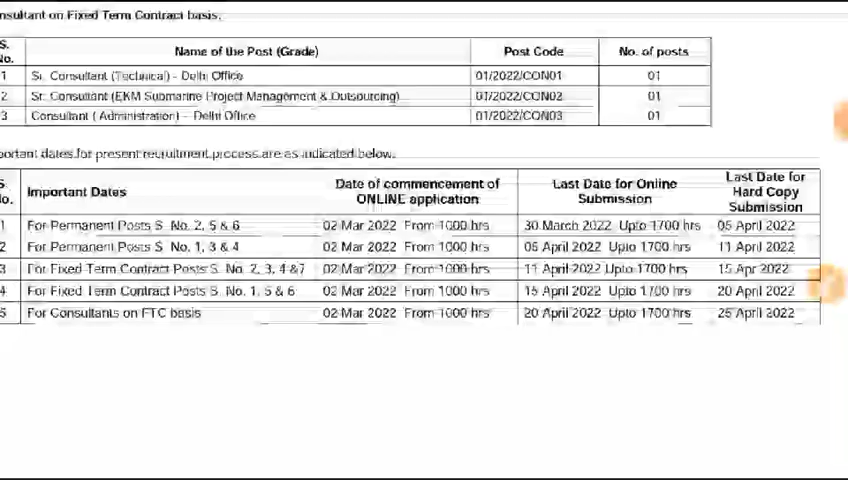 nsultant on Fixed Term Contract basis.
S. No. Name of the Post (Grade) Post Code No. of posts
1 Sr. Consultant (Technical) - Delhi Office 01/2022/CON01 01
2 Sr. Consultant (EKM Submarine Project Management & Outsourcing) 01/2022/CON02 01
3 Consultant ( Administration) - Delhi Office 01/2022/CON03 01
portant dates for present recruitment process are as indicated below.
S. No. Important Dates Date of commencement of ONLINE application Last Date for Online Submission Last Date for Hard Copy Submission
1 For Permanent Posts S. No. 2, 5 & 6 02 Mar 2022 From 1000 hrs 30 March 2022 Upto 1700 hrs 05 April 2022
2 For Permanent Posts S. No. 1, 3 & 4 02 Mar 2022 From 1000 hrs 06 April 2022 Upto 1700 hrs 11 April 2022
3 For Fixed Term Contract Posts S. No. 2, 3, 4 &7 02 Mar 2022 From 1000 hrs 11 April 2022 Upto 1700 hrs 15 Apr 2022
4 For Fixed Term Contract Posts S. No. 1, 5 & 6 02 Mar 2022 From 1000 hrs 15 April 2022 Upto 1700 hrs 20 April 2022
5 For Consultants on FTC basis 02 Mar 2022 From 1000 hrs 20 April 2022 Upto 1700 hrs 25 April 2022